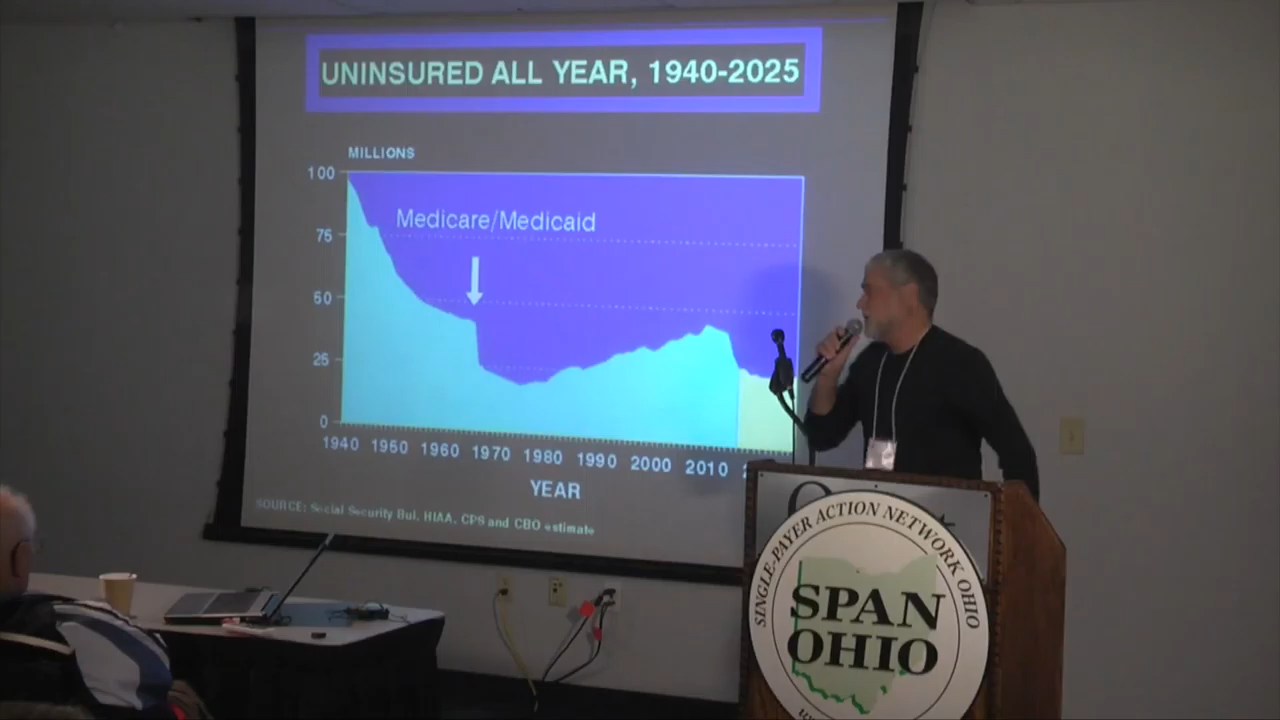 UNINSURED ALL YEAR, 1940-2025
MILLIONS
100
75
50
25
0
Medicare/Medicaid
1940 1950 1960 1970 1980 1990 2000 2010
YEAR
SOURCE: Social Security Bul, HIAA, CPS and CBO estimate
SINGLE-PAYER ACTION NETWORK OHIO
SPAN
OHIO